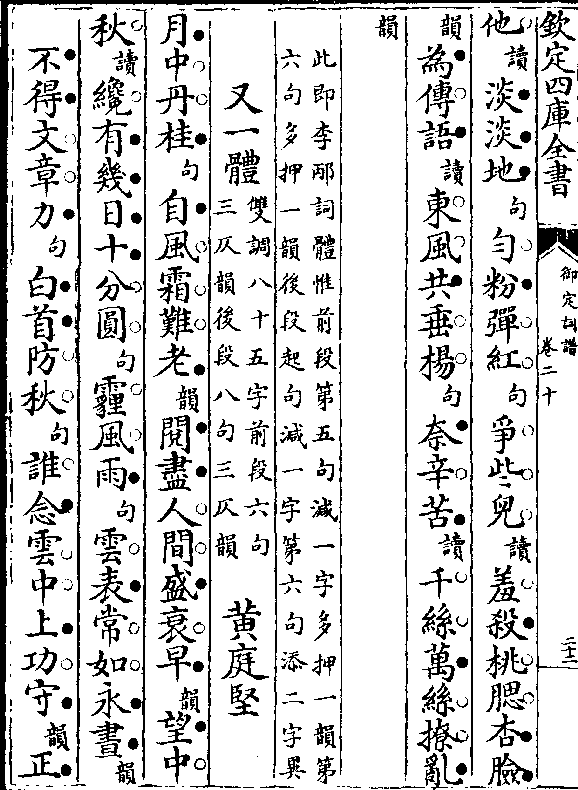 欽定四庫全書
御定詞譜
卷二十
二十二
他讀淡淡地句勻粉彈紅句爭些兒讀羞殺桃腮杏臉
韻為傳語讀東風共垂楊句奈辛苦讀千絲萬絲撩亂
韻
此即李邴詞體惟前段第五句減一字多押一韻第
六句多押一韻後段起句減一字第六句添二字異
又一體
雙調八十五字前段六句
三仄韻後段八句三仄韻
黄庭堅
月中丹桂句自風霜難老韻閱盡人間盛衰早韻望中
秋讀纔有幾日十分圓句霾風雨句雲表常如永晝韻
不得文章力句白首防秋句誰念雲中上功守韻正